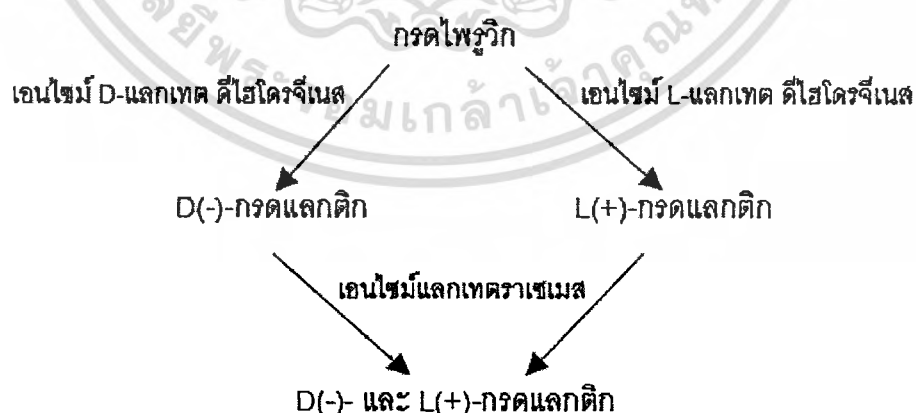 กรดไพรูวิก
เอนไซม์ D-แลกเทต ดีไฮโดรจีเนส
เอนไซม์ L-แลกเทต ดีไฮโดรจีเนส
D(-)-กรดแลกติก
L(+)-กรดแลกติก
เอนไซม์แลกเทตราเซเมส
D(-)- และ L(+)-กรดแลกติก